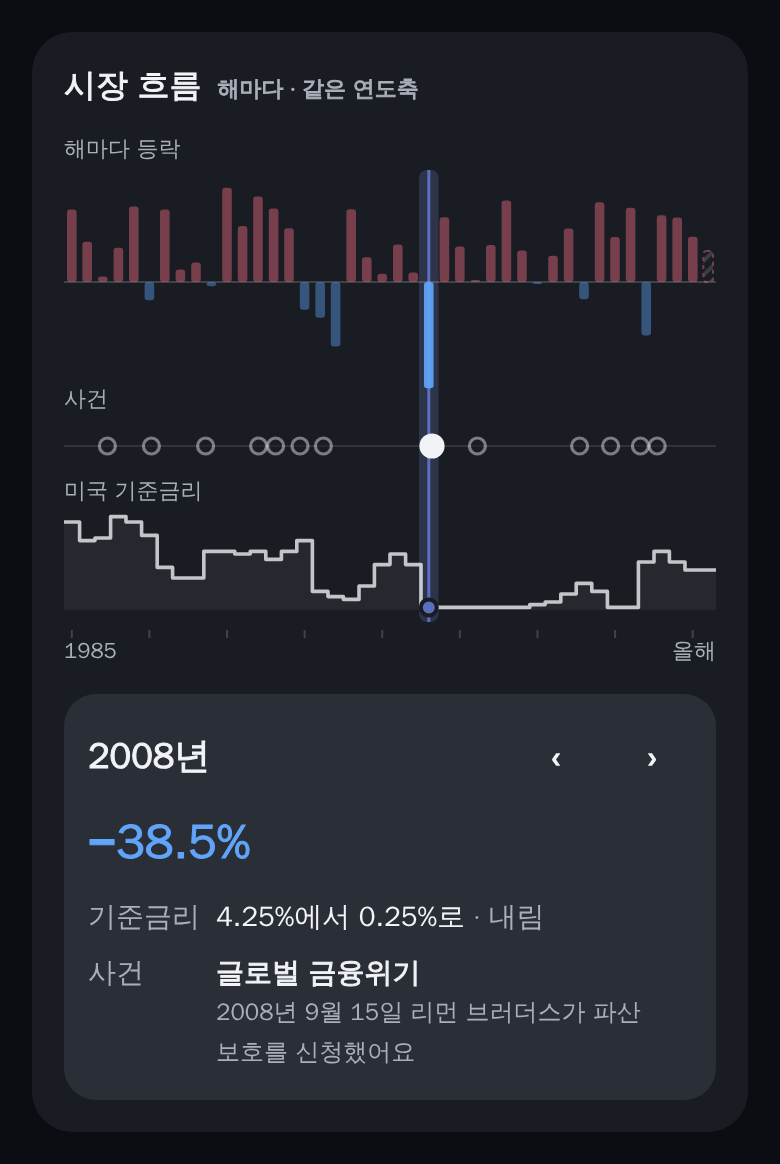 시장 흐름 해마다 · 같은 연도축
해마다 등락
사건
미국 기준금리
1985 올해
2008년 ‹ ›
−38.5%
기준금리 4.25%에서 0.25%로 · 내림
사건 글로벌 금융위기
2008년 9월 15일 리먼 브러더스가 파산
보호를 신청했어요